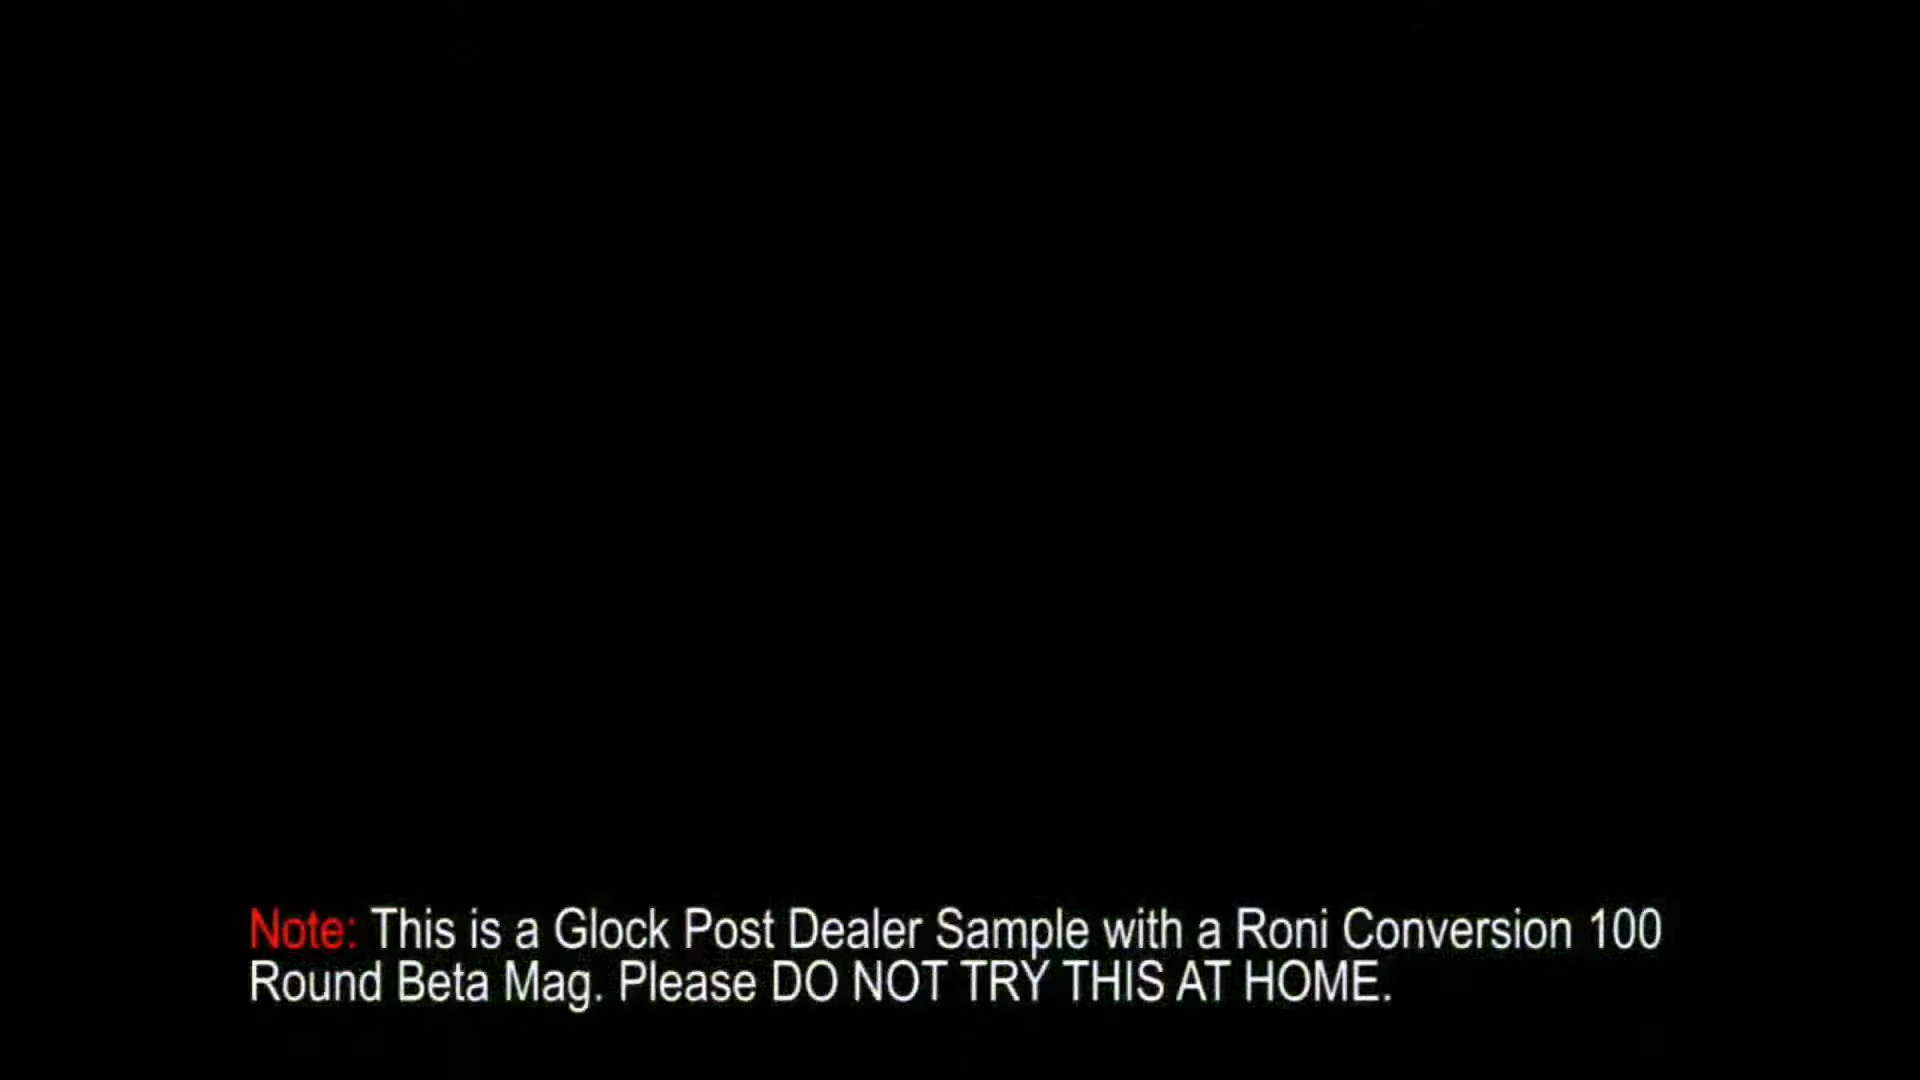 Note: This is a Glock Post Dealer Sample with a Roni Conversion 100
Round Beta Mag. Please DO NOT TRY THIS AT HOME.